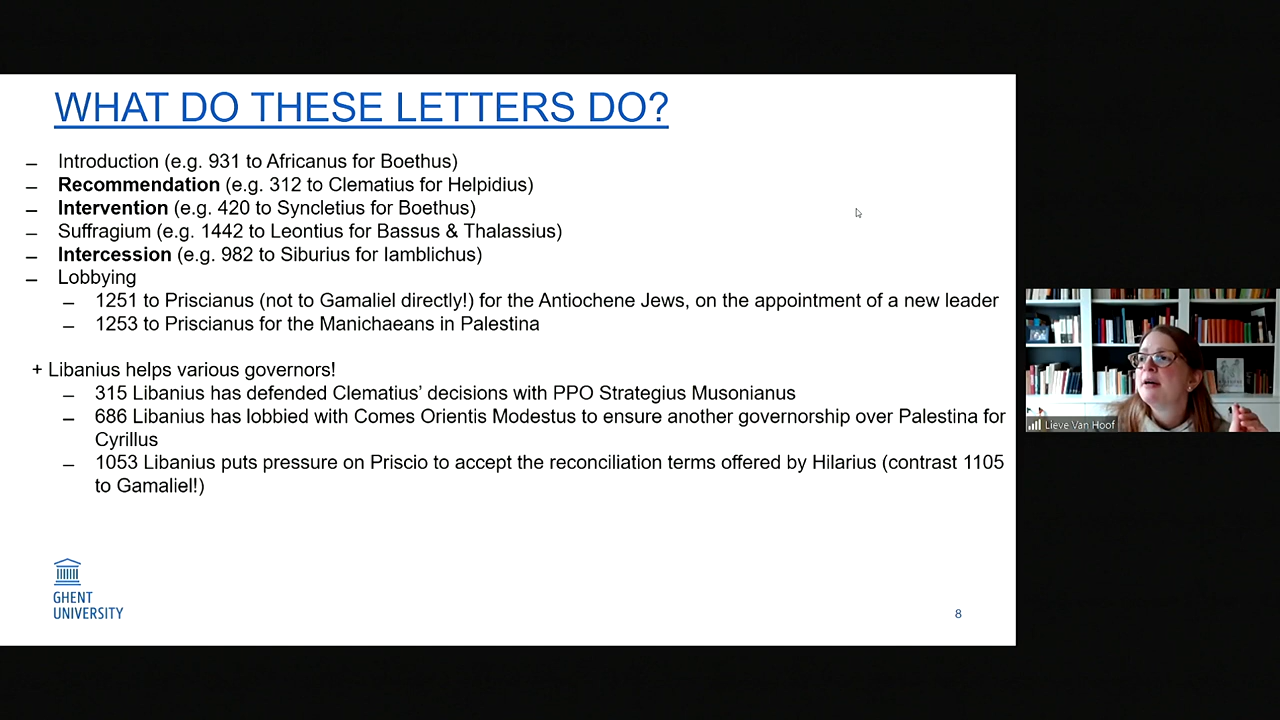 WHAT DO THESE LETTERS DO?
– Introduction (e.g. 931 to Africanus for Boethus)
– Recommendation (e.g. 312 to Clematius for Helpidius)
– Intervention (e.g. 420 to Syncletius for Boethus)
– Suffragium (e.g. 1442 to Leontius for Bassus & Thalassius)
– Intercession (e.g. 982 to Siburius for Iamblichus)
– Lobbying
– 1251 to Priscianus (not to Gamaliel directly!) for the Antiochene Jews, on the appointment of a new leader
– 1253 to Priscianus for the Manichaeans in Palestina
+ Libanius helps various governors!
– 315 Libanius has defended Clematius’ decisions with PPO Strategius Musonianus
– 686 Libanius has lobbied with Comes Orientis Modestus to ensure another governorship over Palestina for
Cyrillus
– 1053 Libanius puts pressure on Priscio to accept the reconciliation terms offered by Hilarius (contrast 1105
to Gamaliel!)
GHENT
UNIVERSITY
8
Lieve Van Hoof